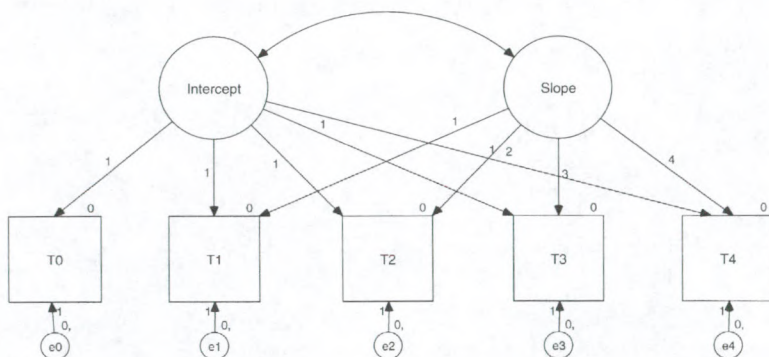 Intercept Slope
1 1
1 2
1 1 1 3 4
0 0 0 0 0
T0 T1 T2 T3 T4
1 1 1 1 1
0, 0, 0, 0, 0,
e0 e1 e2 e3 e4